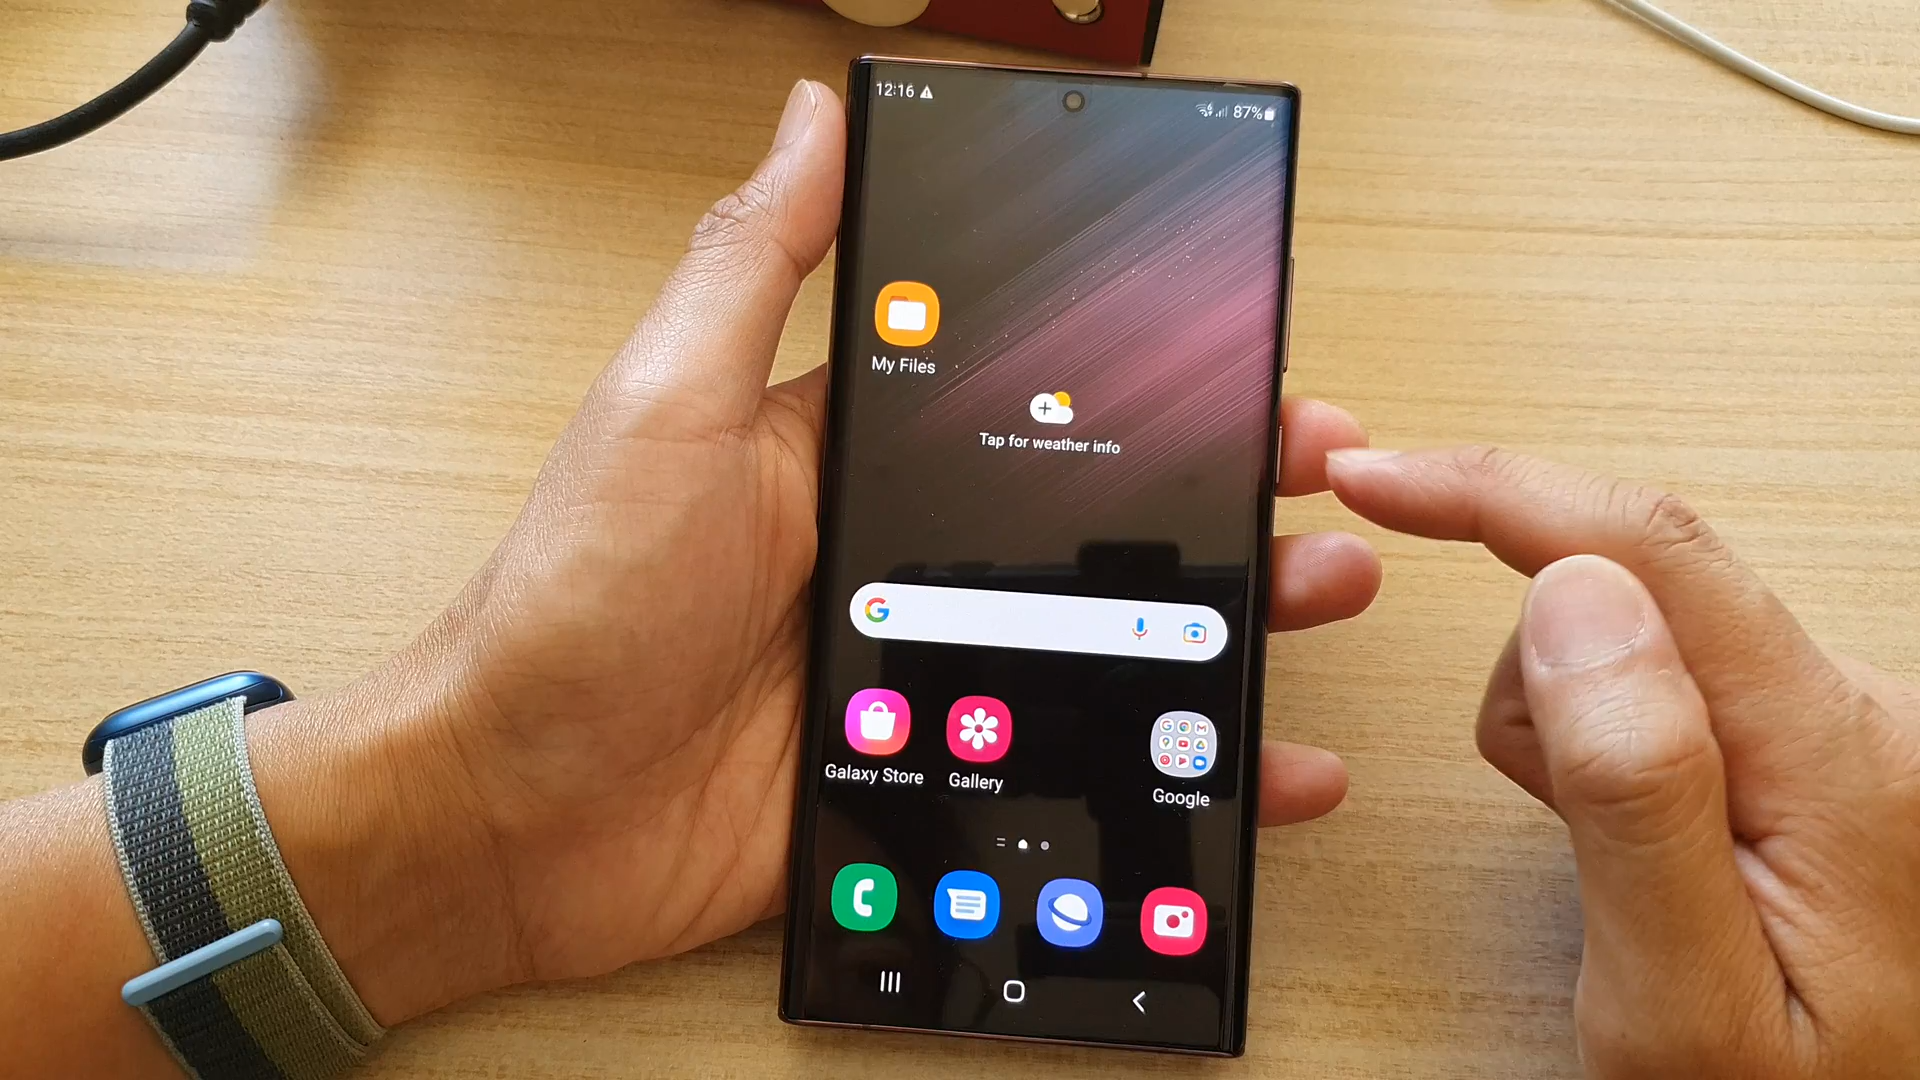 12:16
87%
My Files
Tap for weather info
Galaxy Store
Gallery
Google